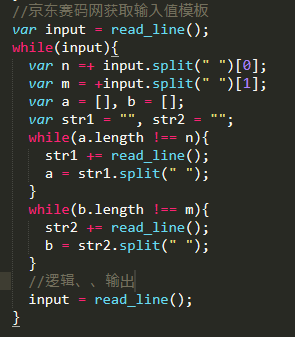 //京东赛码网获取输入值模板
var input = read_line();
while(input){
  var n =+ input.split(" ")[0];
  var m = +input.split(" ")[1];
  var a = [], b = [];
  var str1 = "", str2 = "";
  while(a.length !== n){
    str1 += read_line();
    a = str1.split(" ");
  }
  while(b.length !== m){
    str2 += read_line();
    b = str2.split(" ");
  }
  //逻辑、、输出
  input = read_line();
}